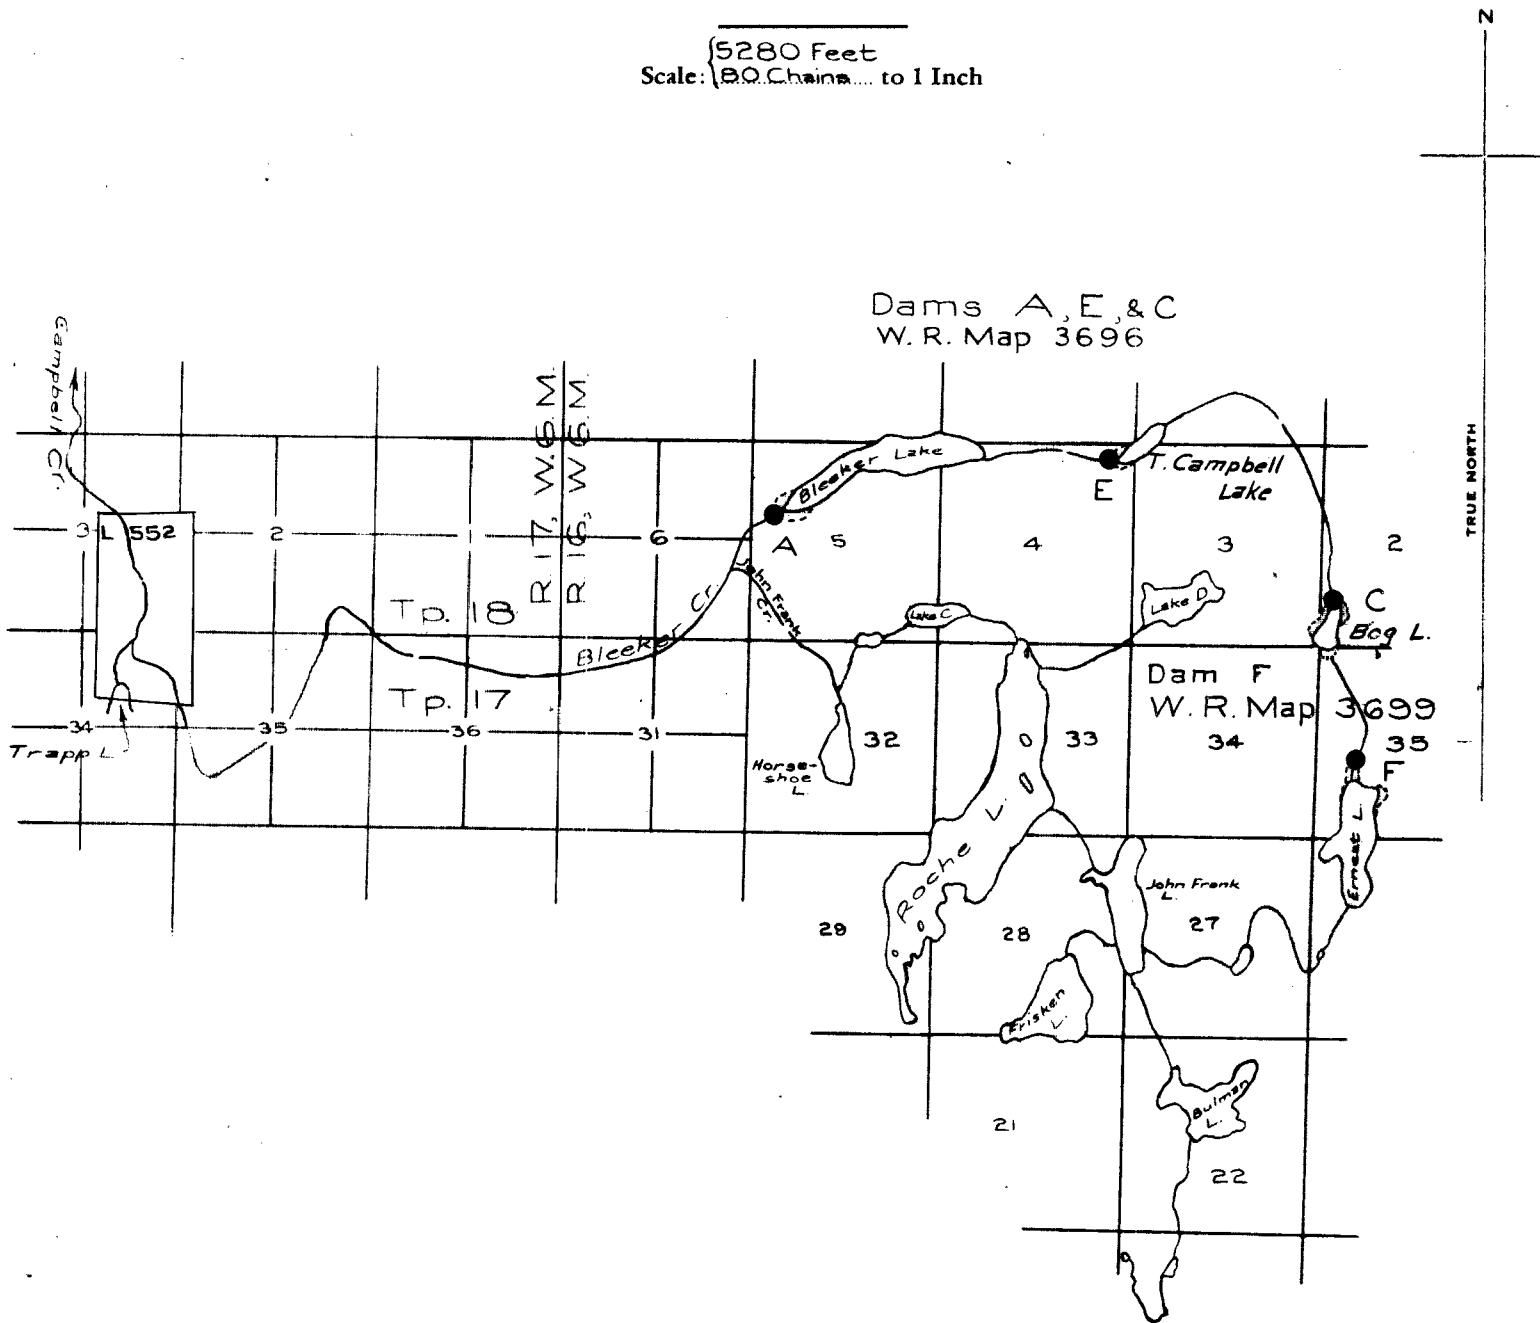 5280 Feet
Scale: 80 Chains to 1 Inch
N
TRUE NORTH
Dams A, E, & C
W. R. Map 3696
Campbell Cr.
R 17, W.6.M.
R 16, W.6.M.
Bleeker Lake
T. Campbell
Lake
E
3
L 552
2
1
6
A
5
4
3
2
Bleeker Cr.
John Frank
Cr.
Tp. 18
Lake C
Lake D
C
Bog L.
Tp. 17
Dam F
W. R. Map 3699
34
35
36
31
32
33
34
35
Trapp L.
Horse-
shoe
L.
F
Roche L.
Ernest L.
John Frank
L.
29
28
27
Frisken
L.
Bulman
L.
21
22